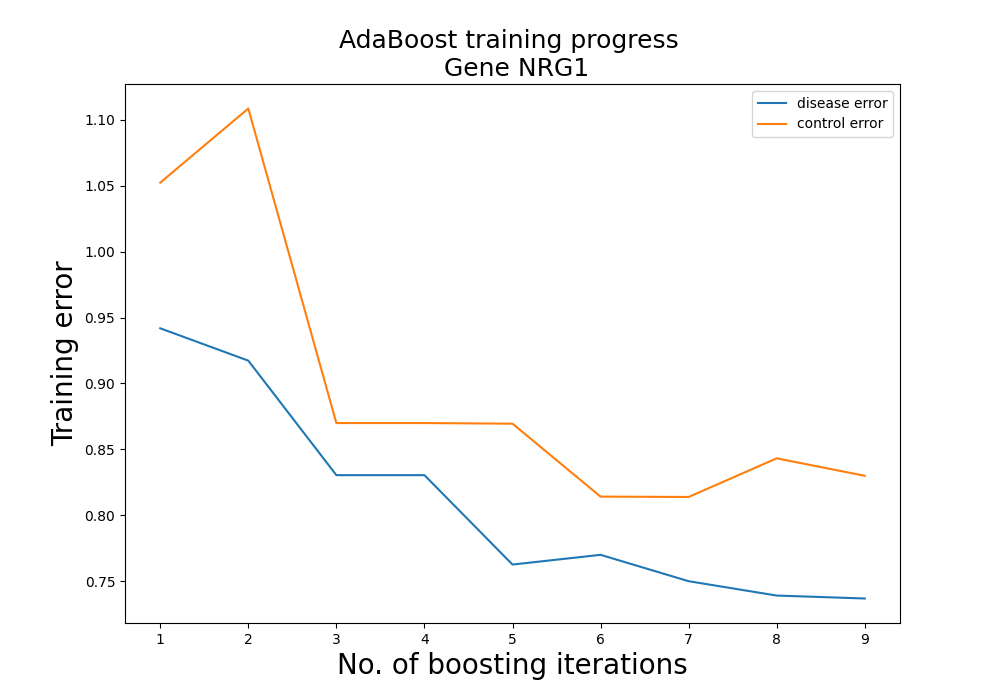 AdaBoost training progress
Gene NRG1
disease error
control error
1.10
1.05
1.00
0.95
0.90
0.85
0.80
0.75
Training error
1 2 3 4 5 6 7 8 9
No. of boosting iterations